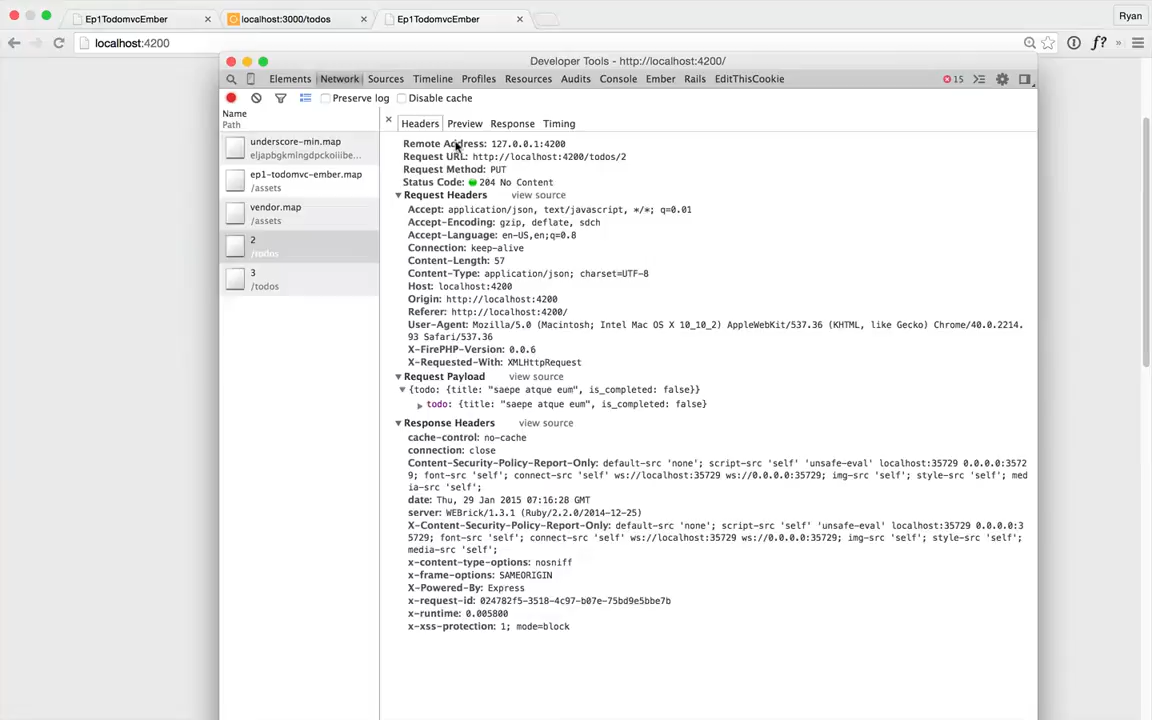 Ep1TodomvcEmber
localhost:3000/todos
Ep1TodomvcEmber
Ryan
localhost:4200
f?
»
Developer Tools - http://localhost:4200/
Elements Network Sources Timeline Profiles Resources Audits Console Ember Rails EditThisCookie
15
Preserve log Disable cache
Name
Path
Headers Preview Response Timing
underscore-min.map
eljapbgkmlngdpckoiiibe...
ep1-todomvc-ember.map
/assets
vendor.map
/assets
2
/todos
3
/todos
Remote Address: 127.0.0.1:4200
Request URL: http://localhost:4200/todos/2
Request Method: PUT
Status Code: 204 No Content
Request Headers view source
Accept: application/json, text/javascript, */*; q=0.01
Accept-Encoding: gzip, deflate, sdch
Accept-Language: en-US,en;q=0.8
Connection: keep-alive
Content-Length: 57
Content-Type: application/json; charset=UTF-8
Host: localhost:4200
Origin: http://localhost:4200
Referer: http://localhost:4200/
User-Agent: Mozilla/5.0 (Macintosh; Intel Mac OS X 10_10_2) AppleWebKit/537.36 (KHTML, like Gecko) Chrome/40.0.2214.
93 Safari/537.36
X-FirePHP-Version: 0.0.6
X-Requested-With: XMLHttpRequest
Request Payload view source
{todo: {title: "saepe atque eum", is_completed: false}}
todo: {title: "saepe atque eum", is_completed: false}
Response Headers view source
cache-control: no-cache
connection: close
Content-Security-Policy-Report-Only: default-src 'none'; script-src 'self' 'unsafe-eval' localhost:35729 0.0.0.0:3572
9; font-src 'self'; connect-src 'self' ws://localhost:35729 ws://0.0.0.0:35729; img-src 'self'; style-src 'self'; med
ia-src 'self';
date: Thu, 29 Jan 2015 07:16:28 GMT
server: WEBrick/1.3.1 (Ruby/2.2.0/2014-12-25)
X-Content-Security-Policy-Report-Only: default-src 'none'; script-src 'self' 'unsafe-eval' localhost:35729 0.0.0.0:3
5729; font-src 'self'; connect-src 'self' ws://localhost:35729 ws://0.0.0.0:35729; img-src 'self'; style-src 'self';
media-src 'self';
x-content-type-options: nosniff
x-frame-options: SAMEORIGIN
X-Powered-By: Express
x-request-id: 024782f5-3518-4c97-b07e-75bd9e5bbe7b
x-runtime: 0.005800
x-xss-protection: 1; mode=block